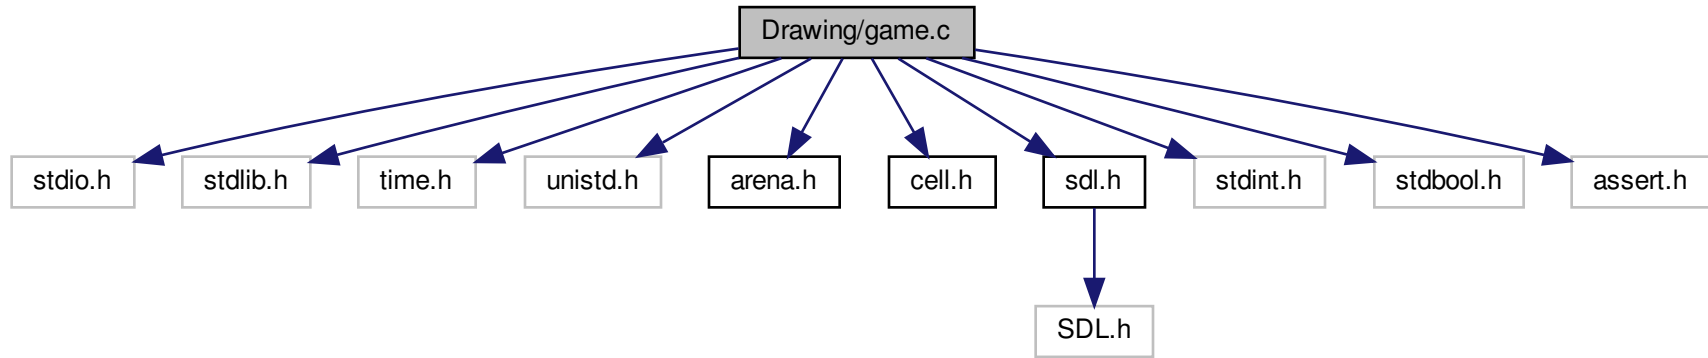 Drawing/game.c
stdio.h
stdlib.h
time.h
unistd.h
arena.h
cell.h
sdl.h
stdint.h
stdbool.h
assert.h
SDL.h